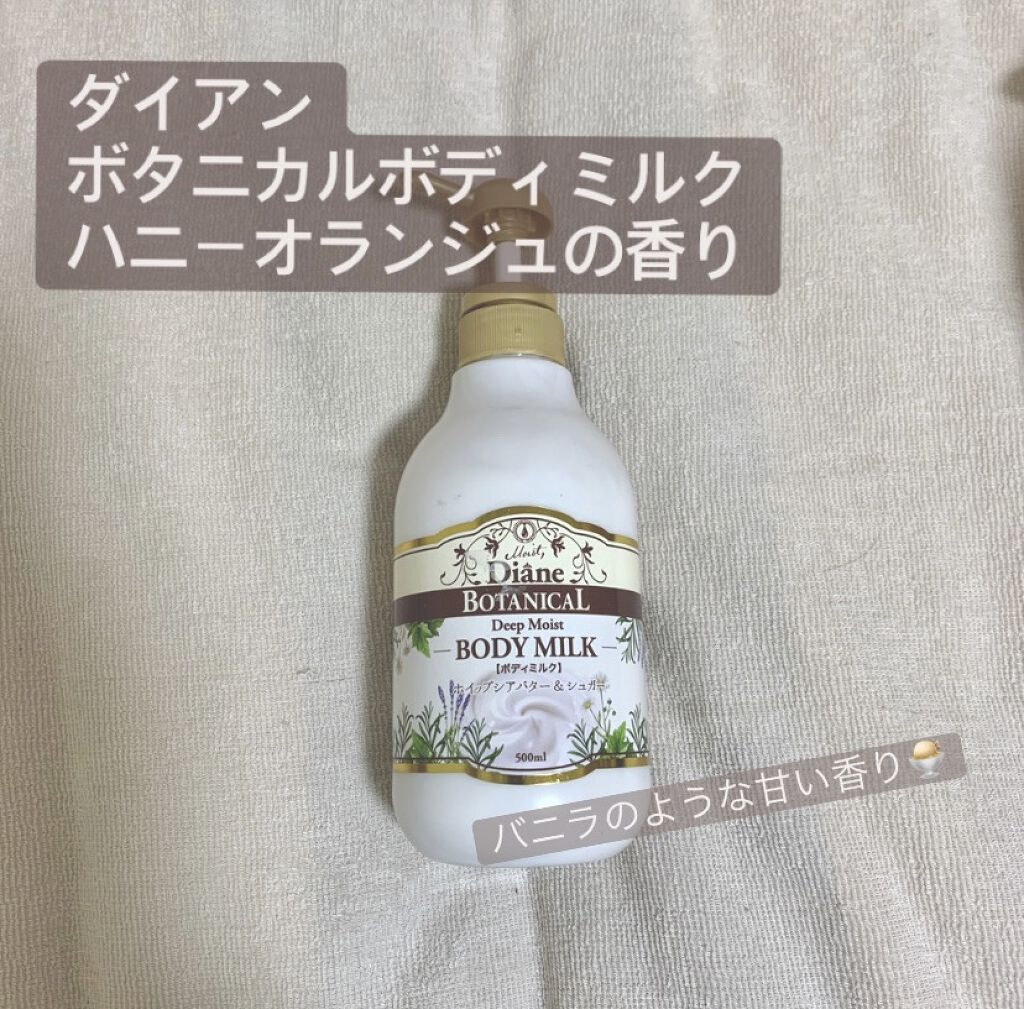 ダイアン
ボタニカルボディミルク
ハニーオランジュの香り
Moist,
Diane
BOTANICAL
Deep Moist
BODY MILK
【ボディミルク】
ホイップシアバター & シュガー
500ml
バニラのような甘い香り🍨